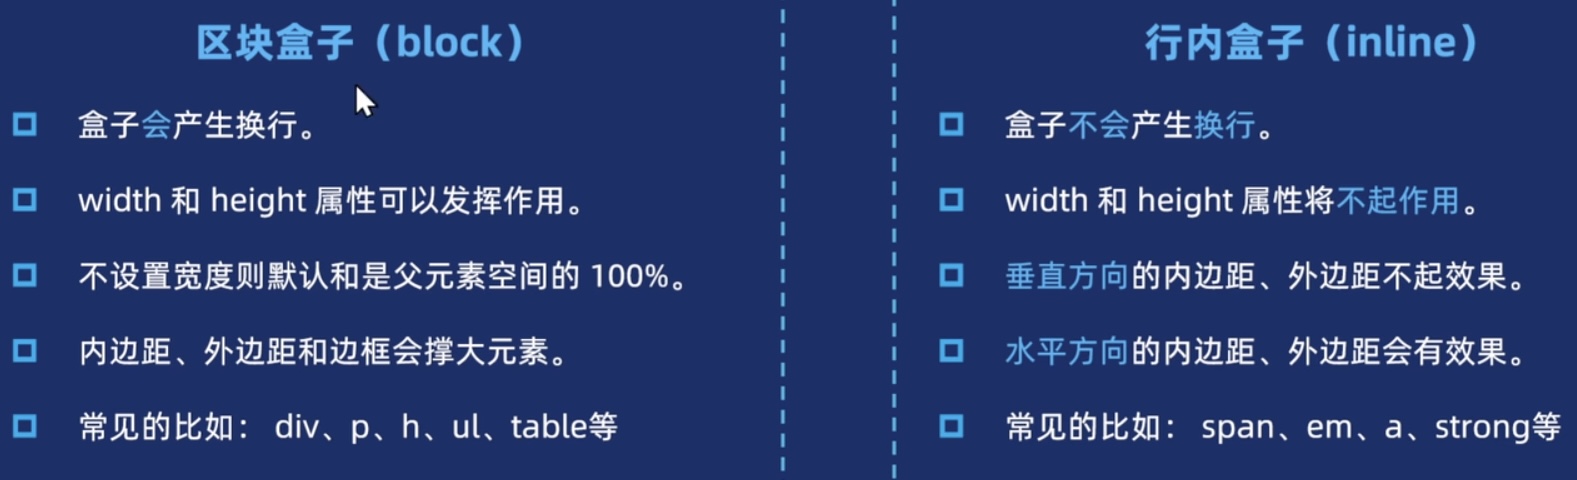 区块盒子（block）
盒子会产生换行。
width 和 height 属性可以发挥作用。
不设置宽度则默认和是父元素空间的 100%。
内边距、外边距和边框会撑大元素。
常见的比如： div、p、h、ul、table等
行内盒子（inline）
盒子不会产生换行。
width 和 height 属性将不起作用。
垂直方向的内边距、外边距不起效果。
水平方向的内边距、外边距会有效果。
常见的比如： span、em、a、strong等